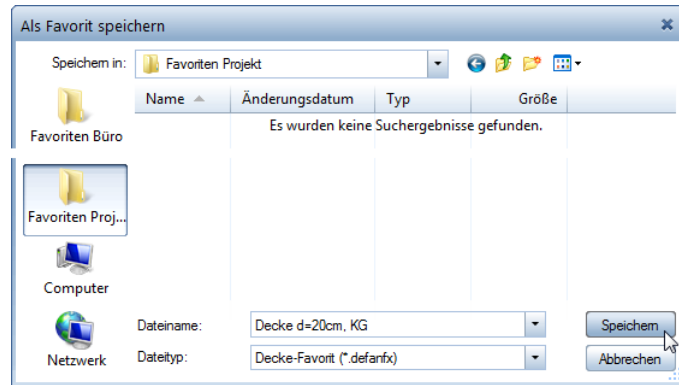 Als Favorit speichern
Speichern in: Favoriten Projekt
Name Änderungsdatum Typ Größe
Es wurden keine Suchergebnisse gefunden.
Favoriten Büro
Favoriten Proj...
Computer
Netzwerk
Dateiname: Decke d=20cm, KG Speichern
Dateityp: Decke-Favorit (*.defanfx) Abbrechen